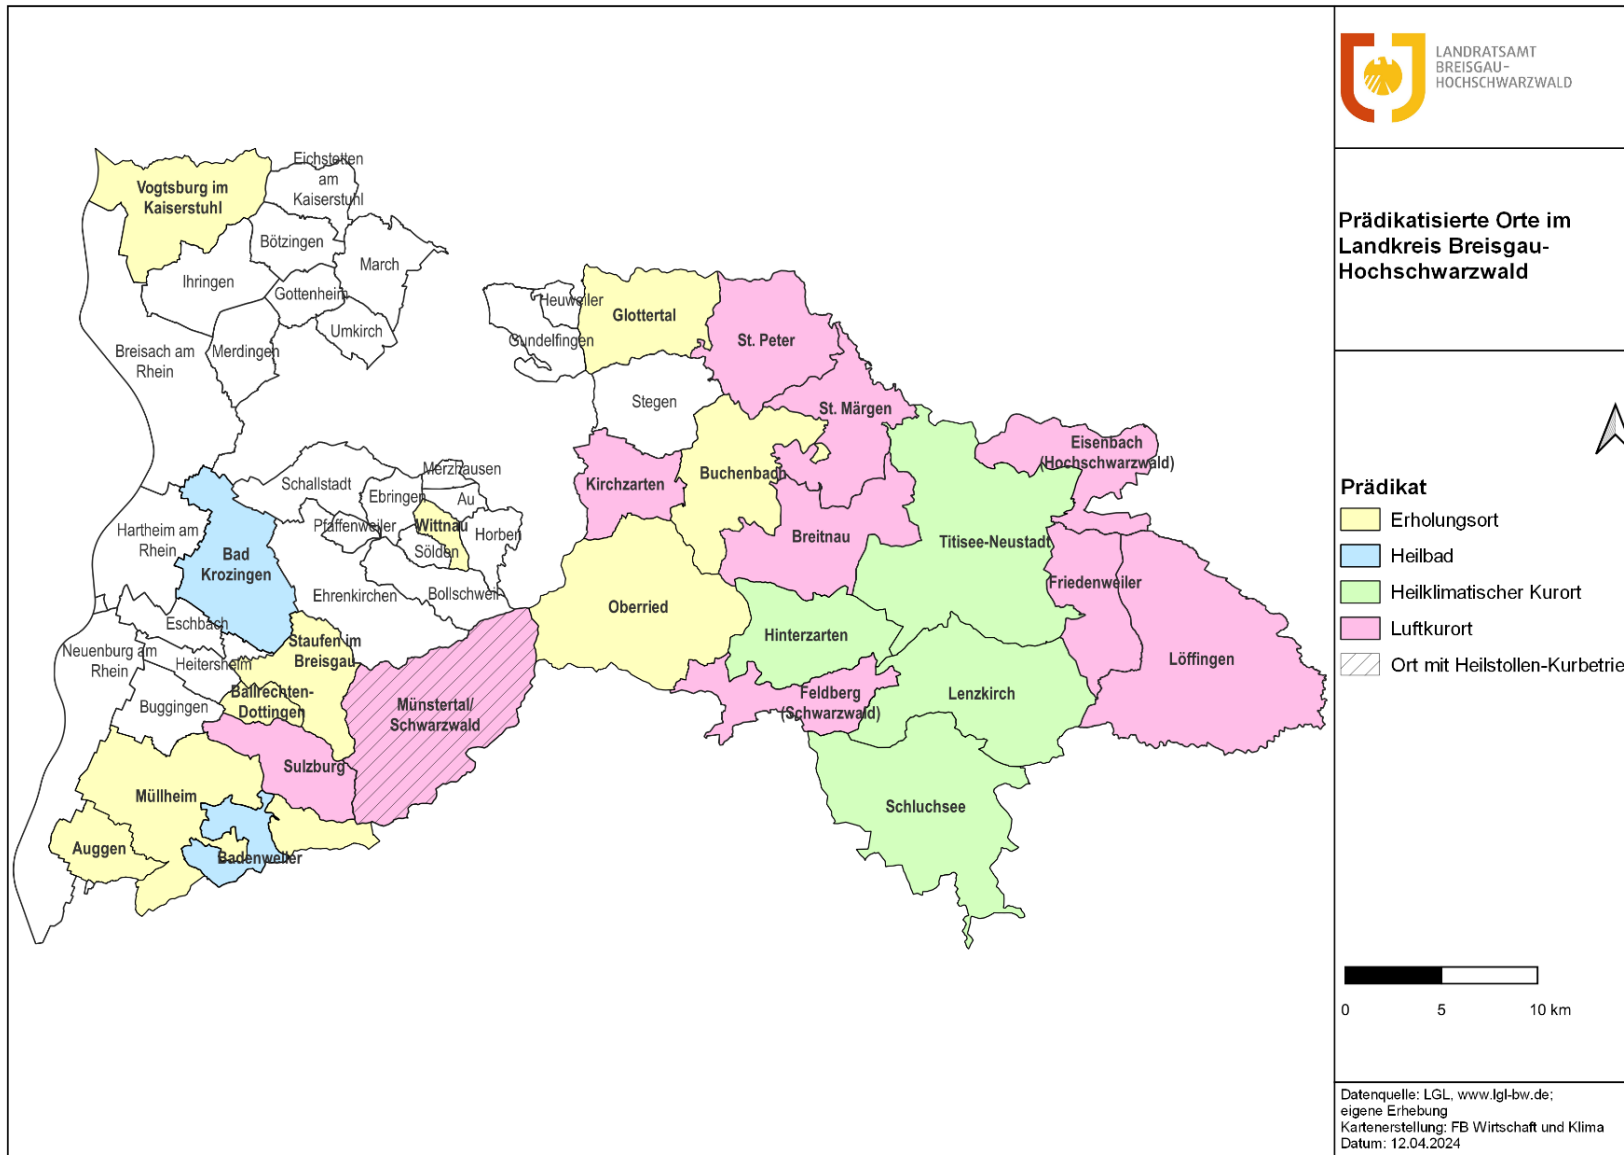 LANDRATSAMT
BREISGAU-
HOCHSCHWARZWALD
Prädikatisierte Orte im
Landkreis Breisgau-
Hochschwarzwald
Vogtsburg im
Kaiserstuhl
Eichstetten
am
Kaiserstuhl
Bötzingen
March
Ihringen
Gottenheim
Umkirch
Merdingen
Breisach am
Rhein
Heuweiler
Gundelfingen
Glottertal
St. Peter
Stegen
St. Märgen
Eisenbach
(Hochschwarzwald)
Buchenbach
Kirchzarten
Breitnau
Titisee-Neustadt
Friedenweiler
Löffingen
Schallstadt
Merzhausen
Ebringen
Au
Pfaffenweiler
Wittnau
Horben
Sölden
Hartheim am
Rhein
Bad
Krozingen
Ehrenkirchen
Bollschweil
Oberried
Hinterzarten
Eschbach
Neuenburg am
Rhein
Heitersheim
Staufen im
Breisgau
Ballrechten-
Dottingen
Buggingen
Münstertal/
Schwarzwald
Feldberg
(Schwarzwald)
Lenzkirch
Sulzburg
Müllheim
Schluchsee
Auggen
Badenweiler
Prädikat
Erholungsort
Heilbad
Heilklimatischer Kurort
Luftkurort
Ort mit Heilstollen-Kurbetrie
0 5 10 km
Datenquelle: LGL, www.lgl-bw.de;
eigene Erhebung
Kartenerstellung: FB Wirtschaft und Klima
Datum: 12.04.2024